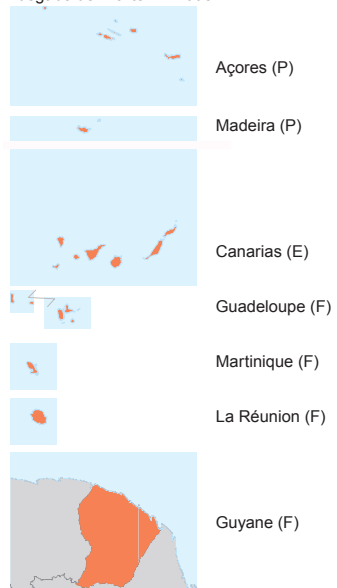 Açores (P)
Madeira (P)
Canarias (E)
Guadeloupe (F)
Martinique (F)
La Réunion (F)
Guyane (F)